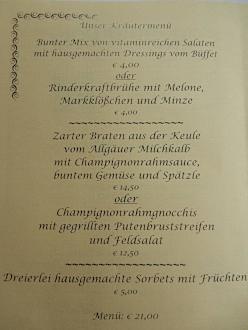 Unser Kräutermenü
Bunter Mix von vitaminreichen Salaten
mit hausgemachten Dressings vom Büffet
€ 4,00
oder
Rinderkraftbrühe mit Melone,
Markklößchen und Minze
€ 4,00
~~~~~~~~~~~~~~~~~~
Zarter Braten aus der Keule
vom Allgäuer Milchkalb
mit Champignonrahmsauce,
buntem Gemüse und Spätzle
€ 14,50
oder
Champignonrahmgnocchis
mit gegrillten Putenbruststreifen
und Feldsalat
€ 12,50
~~~~~~~~~~~~~~~~~~
Dreierlei hausgemachte Sorbets mit Früchten
€ 5,00
Menü: € 21,00